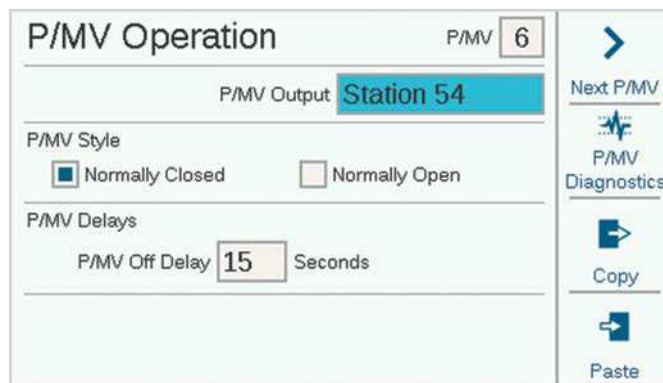 P/MV Operation
P/MV 6
P/MV Output Station 54
P/MV Style
Normally Closed
Normally Open
P/MV Delays
P/MV Off Delay 15 Seconds
Next P/MV
P/MV
Diagnostics
Copy
Paste